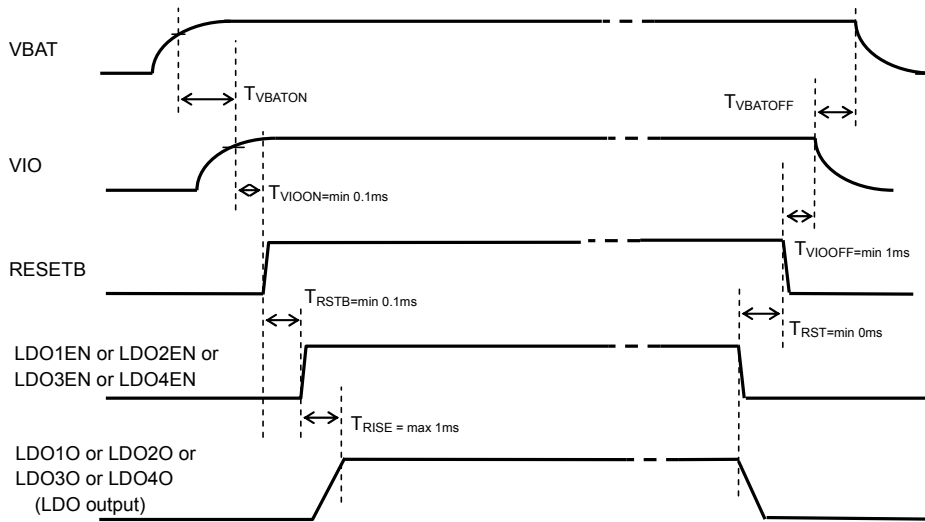 VBAT
TVBATON
TVBATOFF
VIO
TVIOON=min 0.1ms
TVIOOFF=min 1ms
RESETB
TRSTB=min 0.1ms
TRST=min 0ms
LDO1EN or LDO2EN or
LDO3EN or LDO4EN
TRISE = max 1ms
LDO1O or LDO2O or
LDO3O or LDO4O
(LDO output)